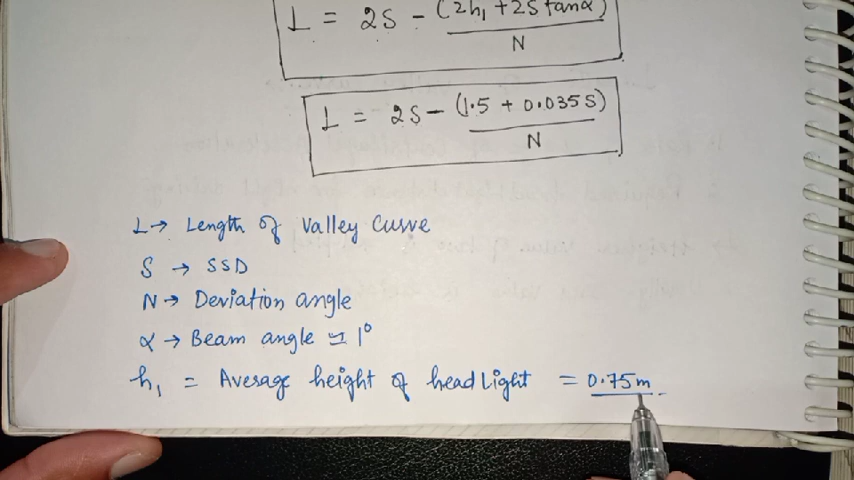 L = 2S - (2h₁ + 2S tanα) / N
L = 2S - (1.5 + 0.035S) / N
L → Length of Valley Curve
S → SSD
N → Deviation angle
α → Beam angle ≃ 1°
h₁ = Average height of head Light = 0.75m